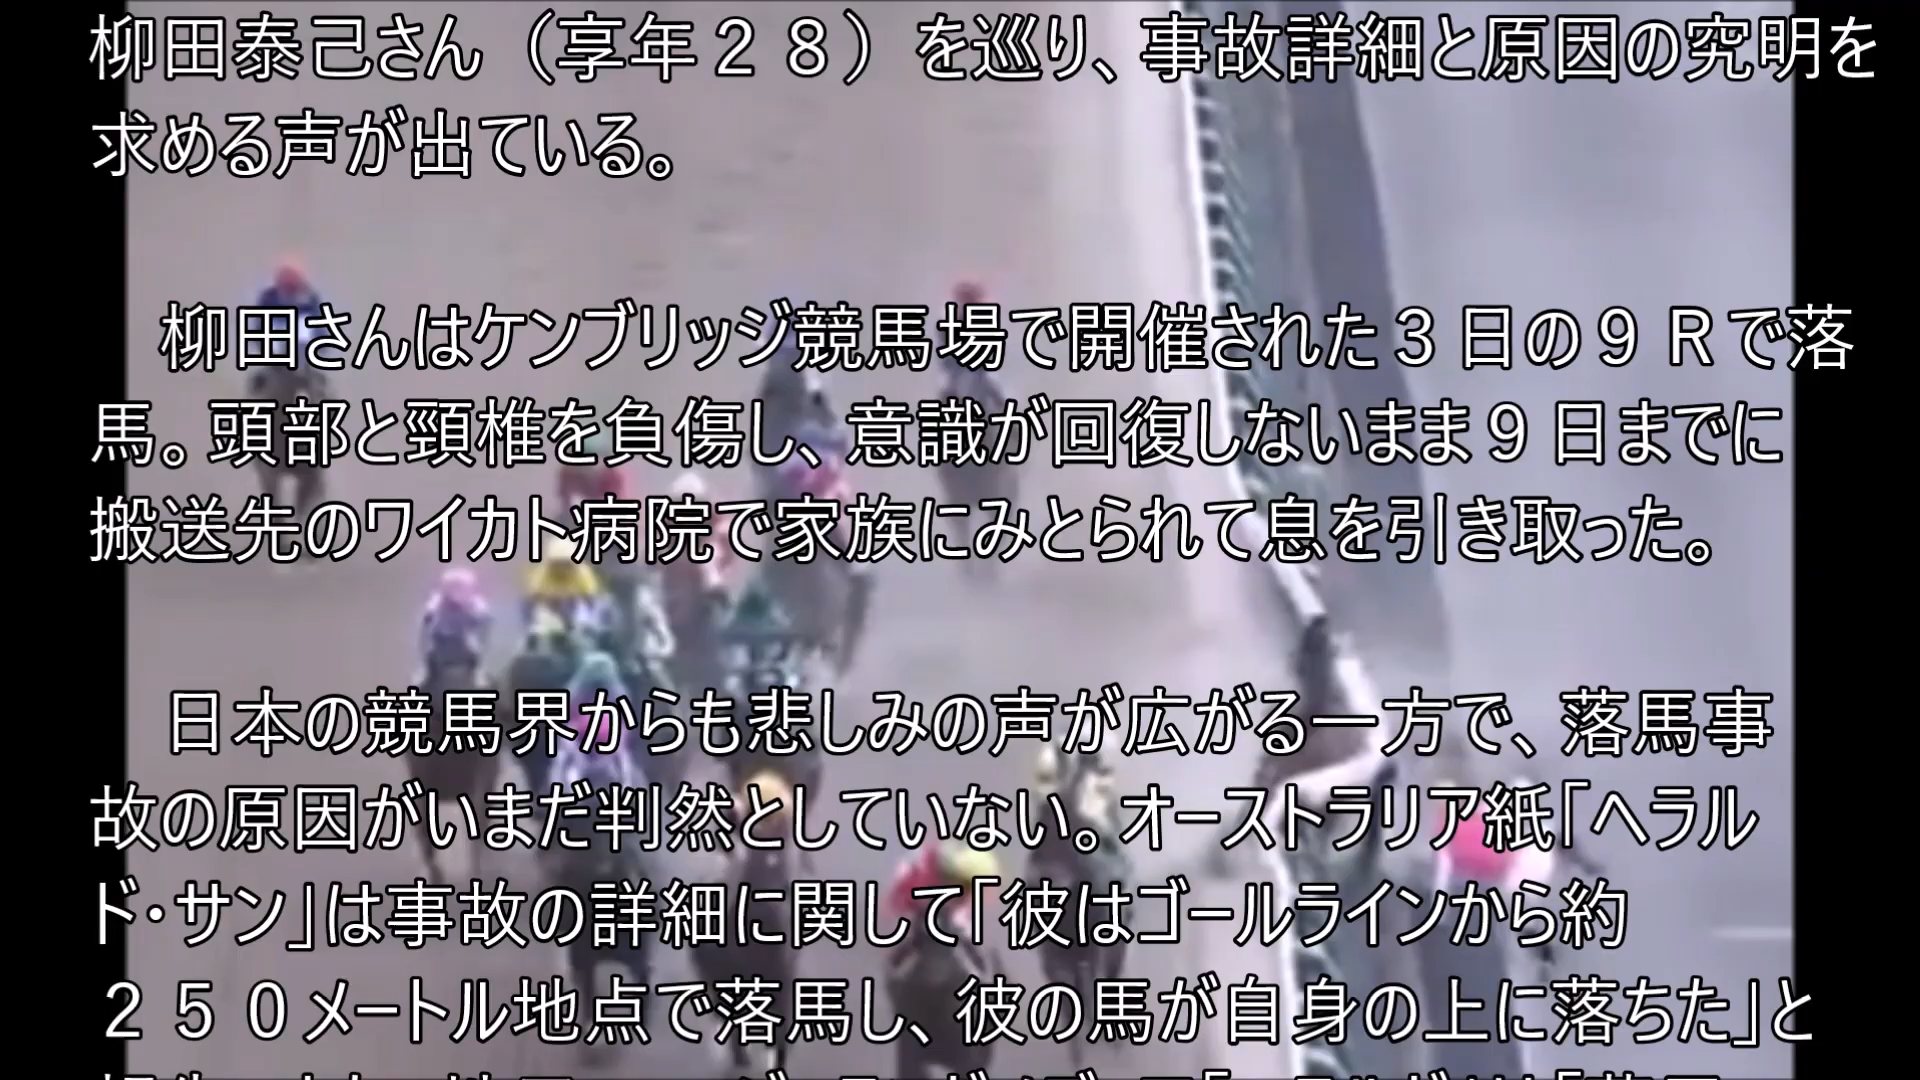 柳田泰己さん（享年２８）を巡り、事故詳細と原因の究明を
求める声が出ている。
柳田さんはケンブリッジ競馬場で開催された３日の９Ｒで落
馬。頭部と頸椎を負傷し、意識が回復しないまま９日までに
搬送先のワイカト病院で家族にみとられて息を引き取った。
日本の競馬界からも悲しみの声が広がる一方で、落馬事
故の原因がいまだ判然としていない。オーストラリア紙「ヘラル
ド・サン」は事故の詳細に関して「彼はゴールラインから約
２５０メートル地点で落馬し、彼の馬が自身の上に落ちた」と